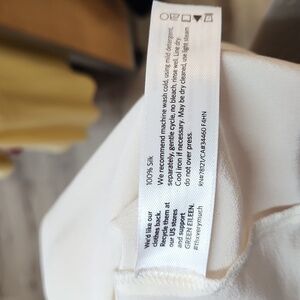 100% Silk
We recommend machine wash cold, using mild detergent,
separately, gentle cycle, no bleach, rinse well. Line dry.
Cool iron if necessary. May be dry cleaned, use light steam
do not over press.
RN#78121/CA#34460 F4HN
We'd like our
clothes back.
Recycle them at
our US stores
and support
GREEN EILEEN.
#thxverymuch